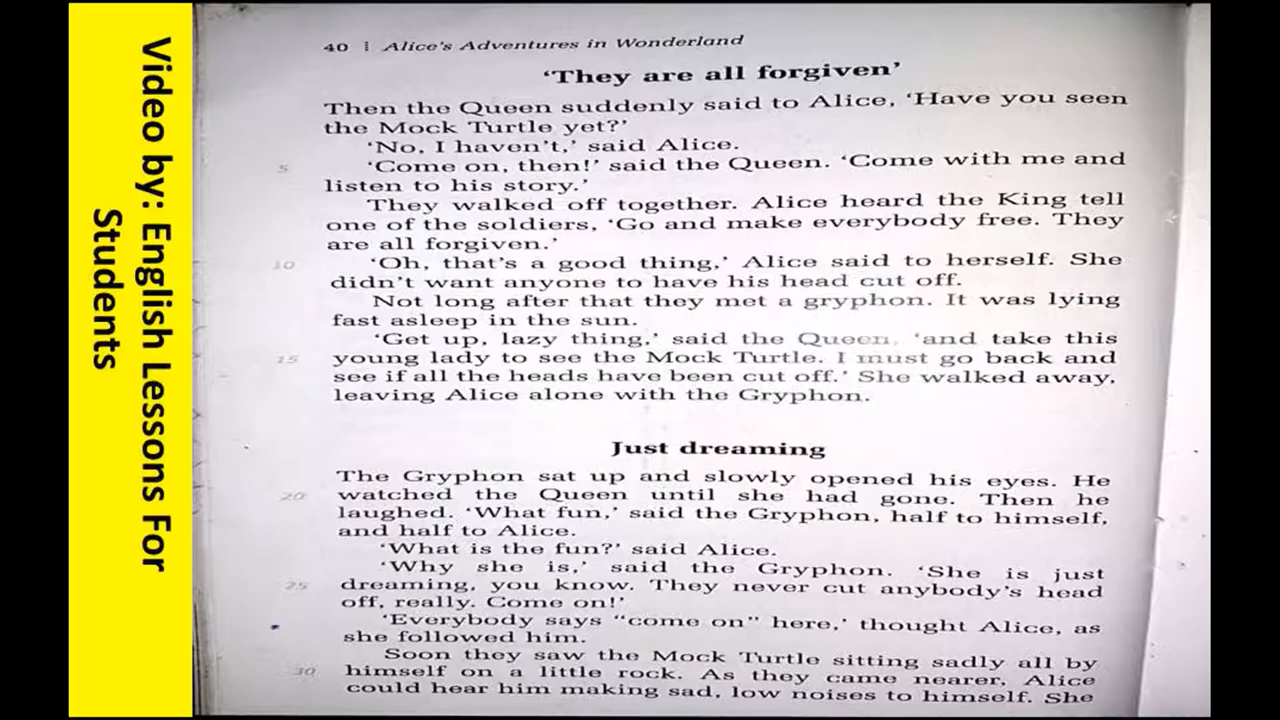 Video by: English Lessons For
Students
40 | Alice's Adventures in Wonderland
'They are all forgiven'
Then the Queen suddenly said to Alice, 'Have you seen
the Mock Turtle yet?'
'No, I haven't,' said Alice.
5 'Come on, then!' said the Queen. 'Come with me and
listen to his story.'
They walked off together. Alice heard the King tell
one of the soldiers, 'Go and make everybody free. They
are all forgiven.'
10 'Oh, that's a good thing,' Alice said to herself. She
didn't want anyone to have his head cut off.
Not long after that they met a gryphon. It was lying
fast asleep in the sun.
'Get up, lazy thing,' said the Queen, 'and take this
15 young lady to see the Mock Turtle. I must go back and
see if all the heads have been cut off.' She walked away,
leaving Alice alone with the Gryphon.
Just dreaming
The Gryphon sat up and slowly opened his eyes. He
20 watched the Queen until she had gone. Then he
laughed. 'What fun,' said the Gryphon, half to himself,
and half to Alice.
'What is the fun?' said Alice.
'Why she is,' said the Gryphon. 'She is just
25 dreaming, you know. They never cut anybody's head
off, really. Come on!'
'Everybody says "come on" here,' thought Alice, as
she followed him.
Soon they saw the Mock Turtle sitting sadly all by
30 himself on a little rock. As they came nearer, Alice
could hear him making sad, low noises to himself. She